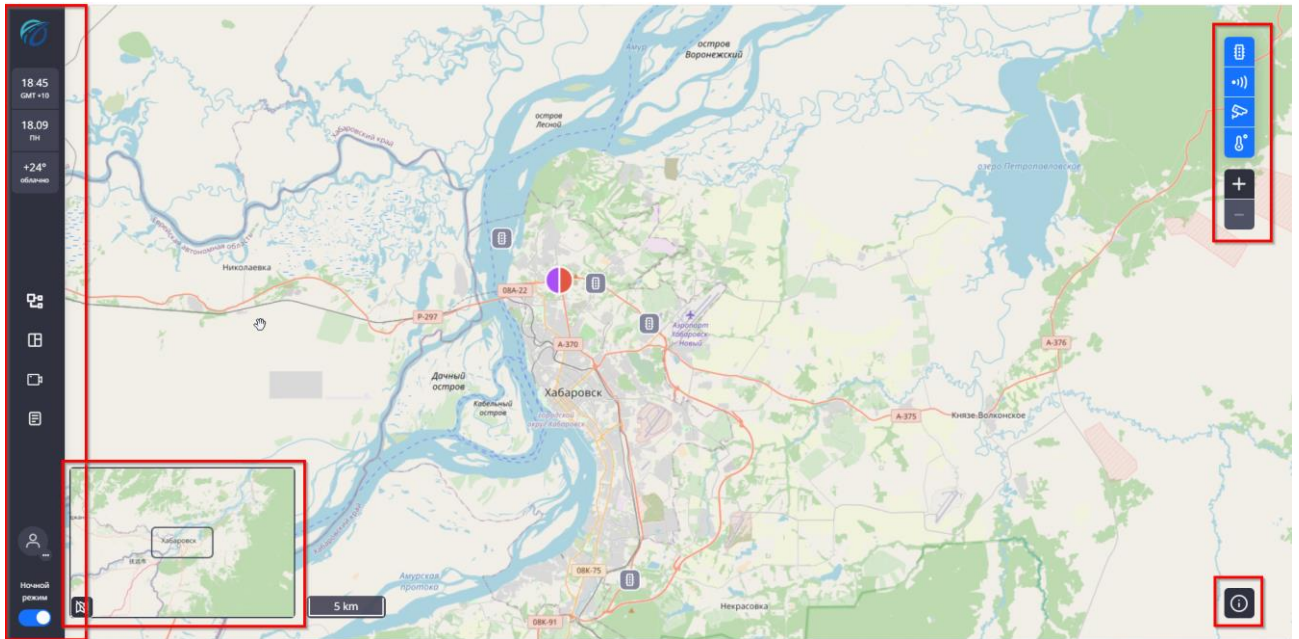 18:45
GMT +10
18.09
ПН
+24°
облачно
Ночной
режим
Амур
остров
Воронежский
остров
Лесной
Хабаровский край
Еврейская автономная область
Николаевка
озеро Петропавловское
08А-22
Р-297
А-370
Аэропорт
Хабаровск
Новый
А-376
Дачный
остров
Кабельный
остров
Хабаровск
Городской
округ Хабаровск
А-375
Князе-Волконское
Хабаровск
Хабаровский край
Амурская
протока
5 km
08К-75
08К-91
Некрасовка